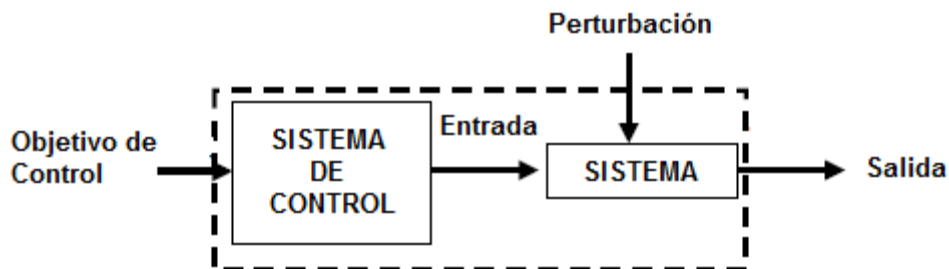 Perturbación
Objetivo de
Control
SISTEMA
DE
CONTROL
Entrada
SISTEMA
Salida